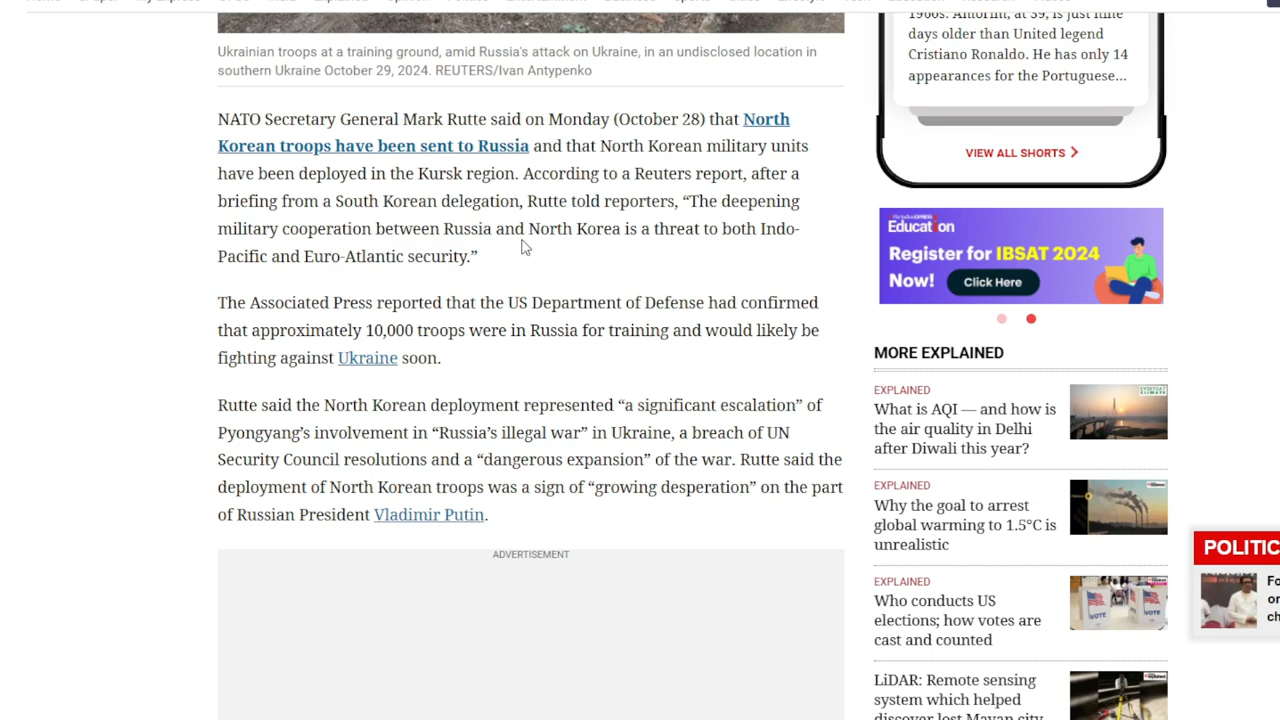 Ukrainian troops at a training ground, amid Russia's attack on Ukraine, in an undisclosed location in
southern Ukraine October 29, 2024. REUTERS/Ivan Antypenko
NATO Secretary General Mark Rutte said on Monday (October 28) that North
Korean troops have been sent to Russia and that North Korean military units
have been deployed in the Kursk region. According to a Reuters report, after a
briefing from a South Korean delegation, Rutte told reporters, “The deepening
military cooperation between Russia and North Korea is a threat to both Indo-
Pacific and Euro-Atlantic security.”
The Associated Press reported that the US Department of Defense had confirmed
that approximately 10,000 troops were in Russia for training and would likely be
fighting against Ukraine soon.
Rutte said the North Korean deployment represented “a significant escalation” of
Pyongyang’s involvement in “Russia’s illegal war” in Ukraine, a breach of UN
Security Council resolutions and a “dangerous expansion” of the war. Rutte said the
deployment of North Korean troops was a sign of “growing desperation” on the part
of Russian President Vladimir Putin.
ADVERTISEMENT
1960s. Amorim, at 39, is just nine
days older than United legend
Cristiano Ronaldo. He has only 14
appearances for the Portuguese...
VIEW ALL SHORTS
The Indian EXPRESS
Education
Register for IBSAT 2024
Now! Click Here
MORE EXPLAINED
EXPLAINED
What is AQI — and how is
the air quality in Delhi
after Diwali this year?
EXPLAINED
Why the goal to arrest
global warming to 1.5°C is
unrealistic
EXPLAINED
Who conducts US
elections; how votes are
cast and counted
VOTE
VOTE
LiDAR: Remote sensing
system which helped
discover lost Mayan city
POLITIC
Fo
or
ch